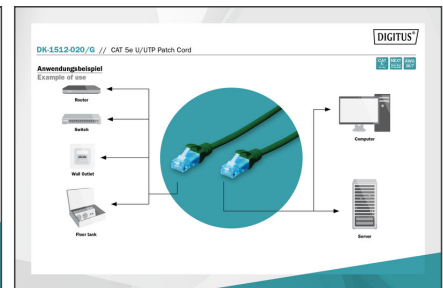 DIGITUS®
DK-1512-020/G // CAT 5e U/UTP Patch Cord
Anwendungsbeispiel
Example of use
Router
Switch
Wall Outlet
Floor tank
Computer
Server